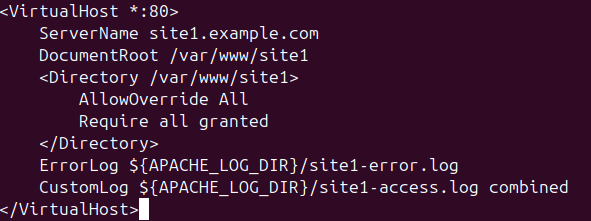 <VirtualHost *:80>
    ServerName site1.example.com
    DocumentRoot /var/www/site1
    <Directory /var/www/site1>
        AllowOverride All
        Require all granted
    </Directory>
    ErrorLog ${APACHE_LOG_DIR}/site1-error.log
    CustomLog ${APACHE_LOG_DIR}/site1-access.log combined
</VirtualHost>